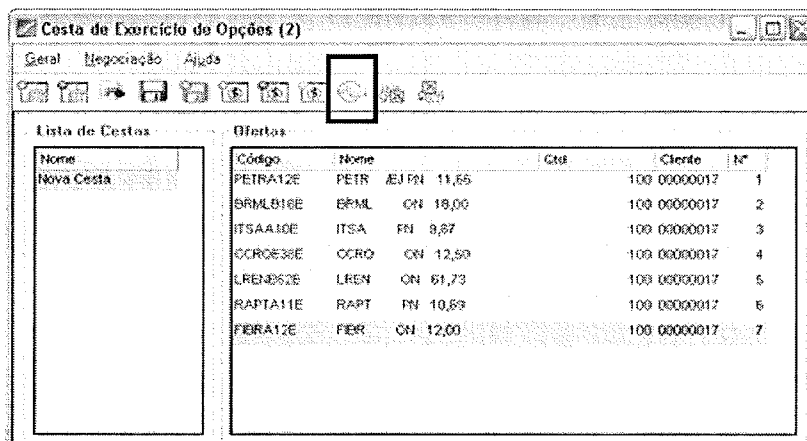 Cesta de Exercício de Opções (2)
Geral Negociação Ajuda
Lista de Cestas
Nome
Nova Cesta
Ofertas
Código Nome Qtd Cliente Nº
PETRA12E PETR /EJ PN 11,65 100 00000017 1
BRMLB18E BRML ON 18,00 100 00000017 2
ITSAA10E ITSA PN 9,87 100 00000017 3
CCRO ON 12,50 100 00000017 4
LREN ON 61,73 100 00000017 5
RAPTA11E RAPT PN 10,69 100 00000017 6
FIBRA12E FIBR ON 12,00 100 00000017 7